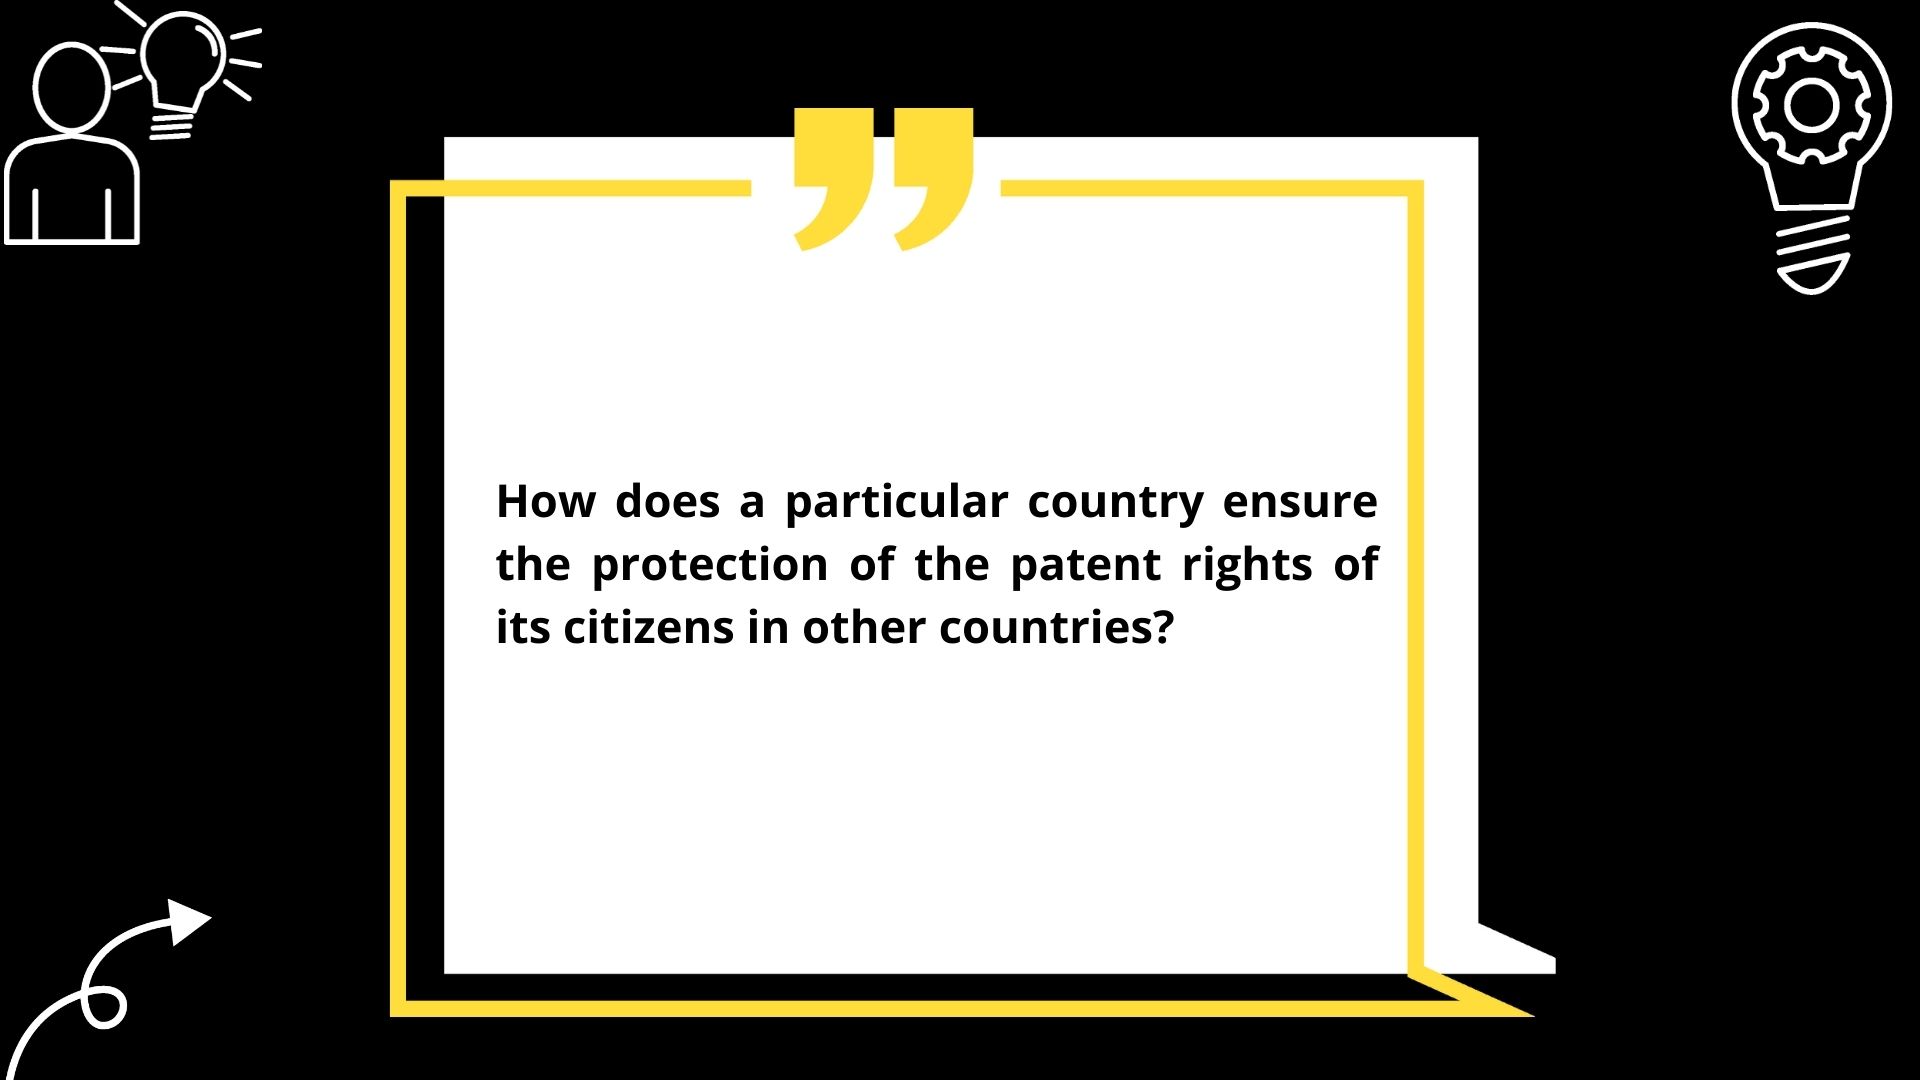 How does a particular country ensure
the protection of the patent rights of
its citizens in other countries?